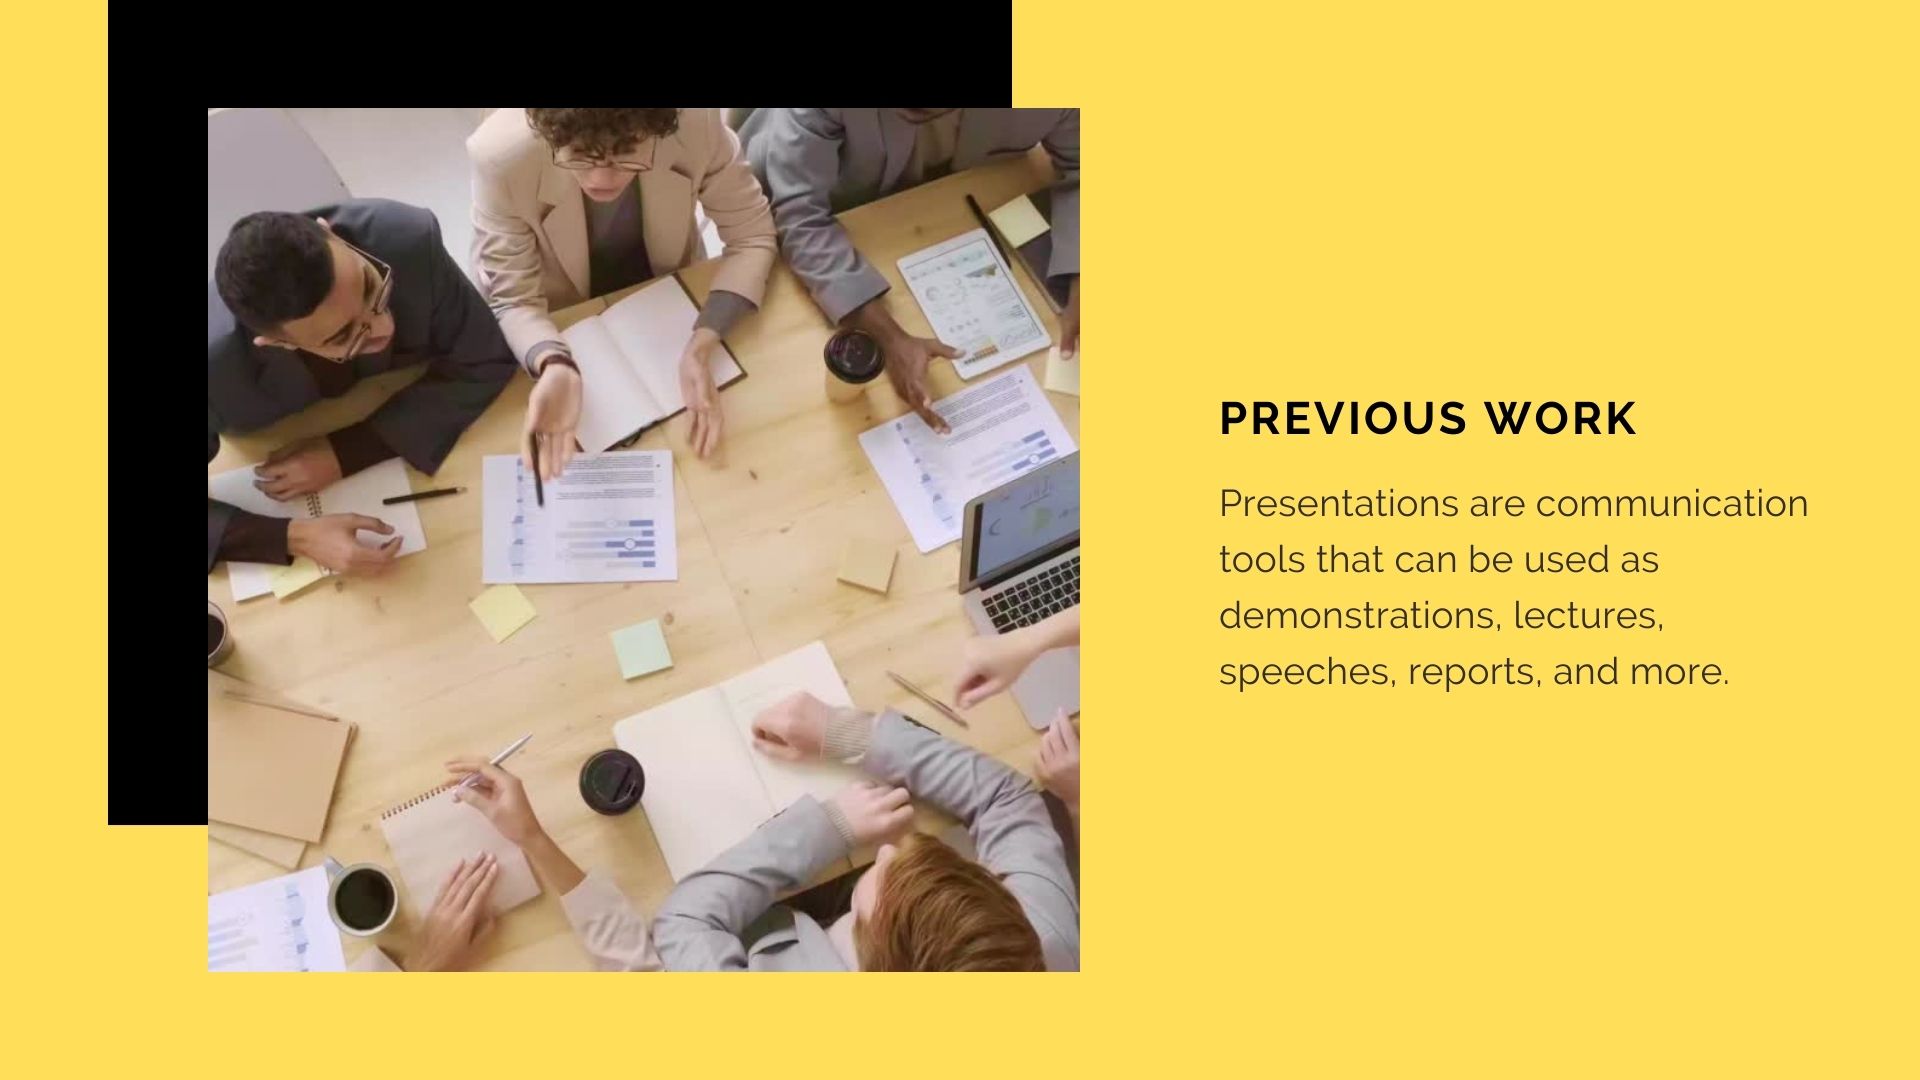 PREVIOUS WORK
Presentations are communication
tools that can be used as
demonstrations, lectures,
speeches, reports, and more.